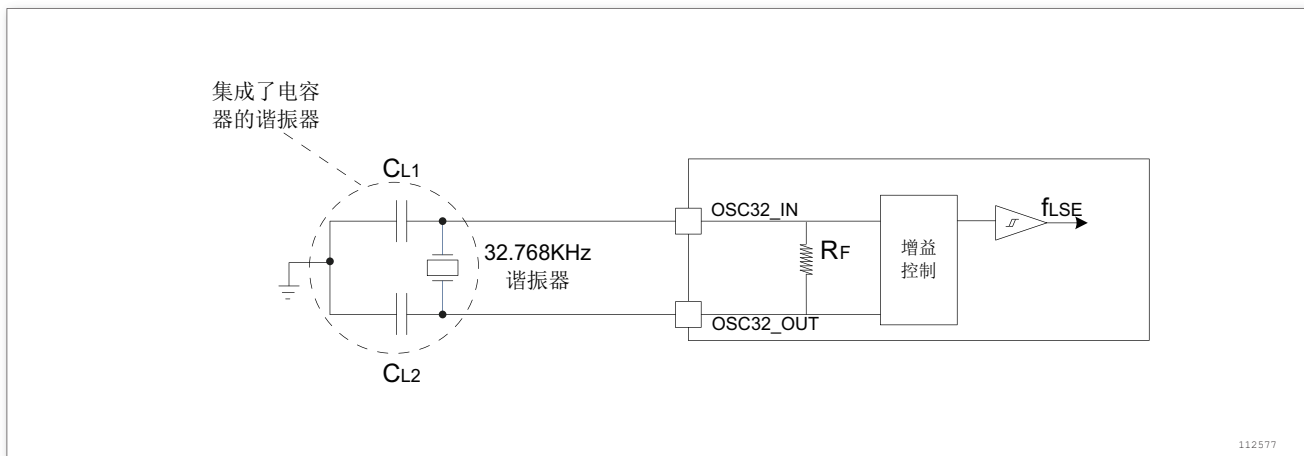 集成了电容
器的谐振器
CL1
OSC32_IN
fLSE
RF
32.768KHz
谐振器
增益
控制
OSC32_OUT
CL2
112577